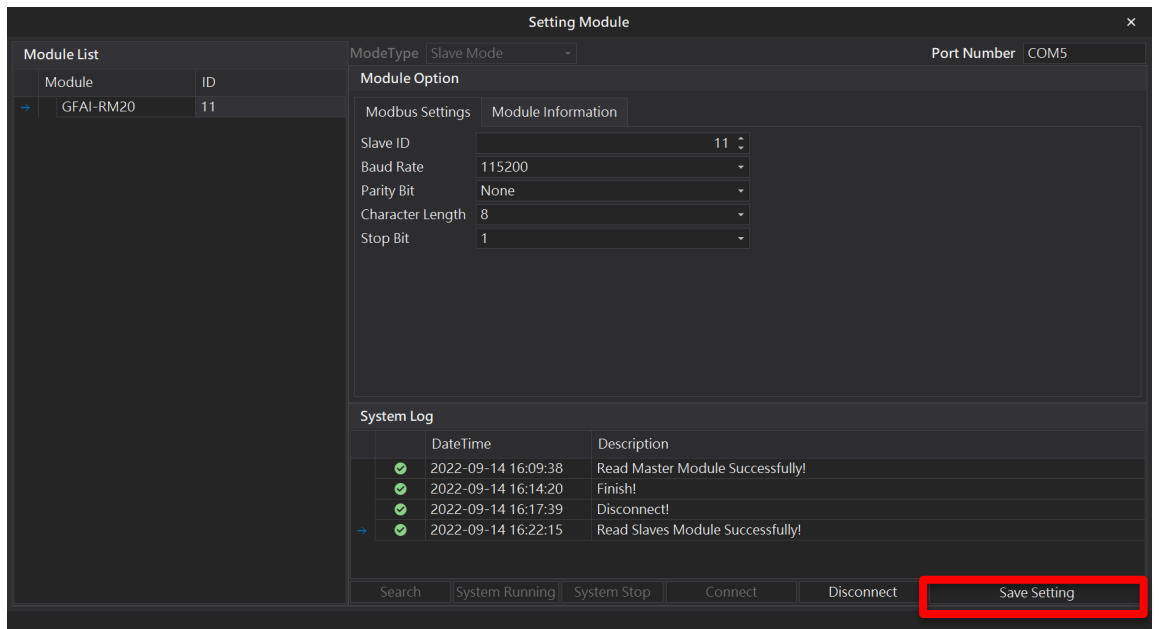 Setting Module ×
Module List
Module ID
GFAI-RM20 11
ModeType Slave Mode Port Number COM5
Module Option
Modbus Settings Module Information
Slave ID 11
Baud Rate 115200
Parity Bit None
Character Length 8
Stop Bit 1
System Log
DateTime Description
2022-09-14 16:09:38 Read Master Module Successfully!
2022-09-14 16:14:20 Finish!
2022-09-14 16:17:39 Disconnect!
2022-09-14 16:22:15 Read Slaves Module Successfully!
Search System Running System Stop Connect Disconnect Save Setting